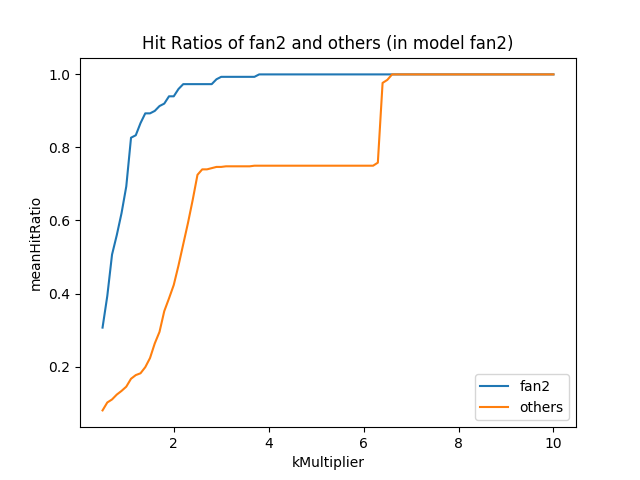 Hit Ratios of fan2 and others (in model fan2)
1.0
0.8
0.6
0.4
0.2
meanHitRatio
2
4
6
8
10
kMultiplier
fan2
others